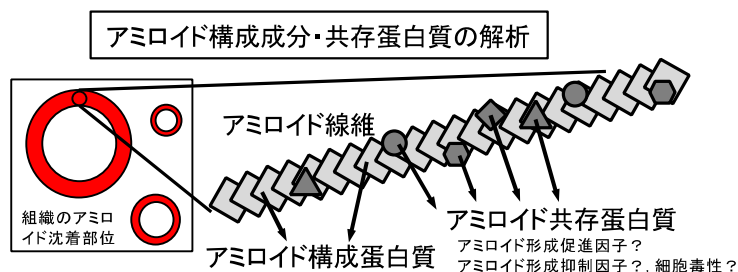 アミロイド構成成分・共存蛋白質の解析
アミロイド線維
組織のアミロ
イド沈着部位
アミロイド構成蛋白質
アミロイド共存蛋白質
アミロイド形成促進因子?
アミロイド形成抑制因子?, 細胞毒性?